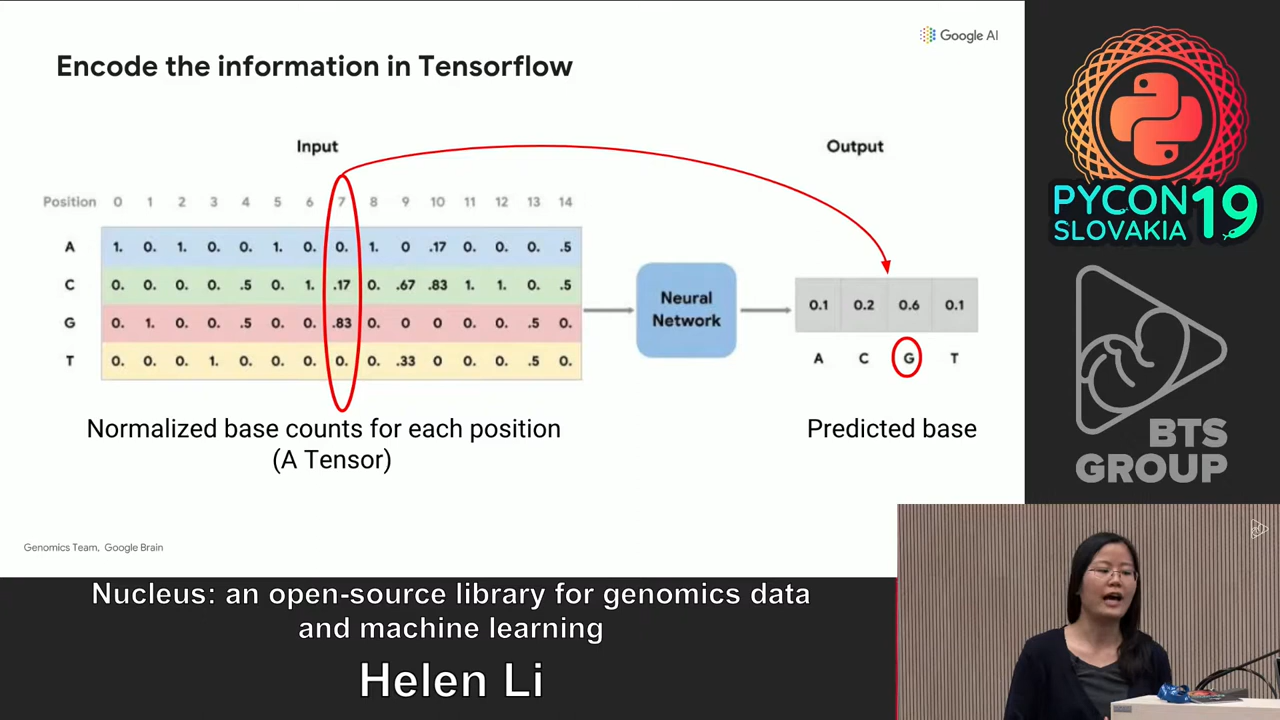 Google AI
Encode the information in Tensorflow
Input
Output
Position 0 1 2 3 4 5 6 7 8 9 10 11 12 13 14
A 1. 0. 1. 0. 0. 1. 0. 0. 1. 0 .17 0. 0. 0. .5
C 0. 0. 0. 0. .5 0. 1. .17 0. .67 .83 1. 1. 0. .5
G 0. 1. 0. 0. .5 0. 0. .83 0. 0 0 0. 0. .5 0.
T 0. 0. 0. 1. 0. 0. 0. 0. 0. .33 0 0. 0. .5 0.
Neural
Network
0.1 0.2 0.6 0.1
A C G T
Normalized base counts for each position
(A Tensor)
Predicted base
Genomics Team, Google Brain
PYCON 19
SLOVAKIA
BTS
GROUP
Nucleus: an open-source library for genomics data
and machine learning
Helen Li